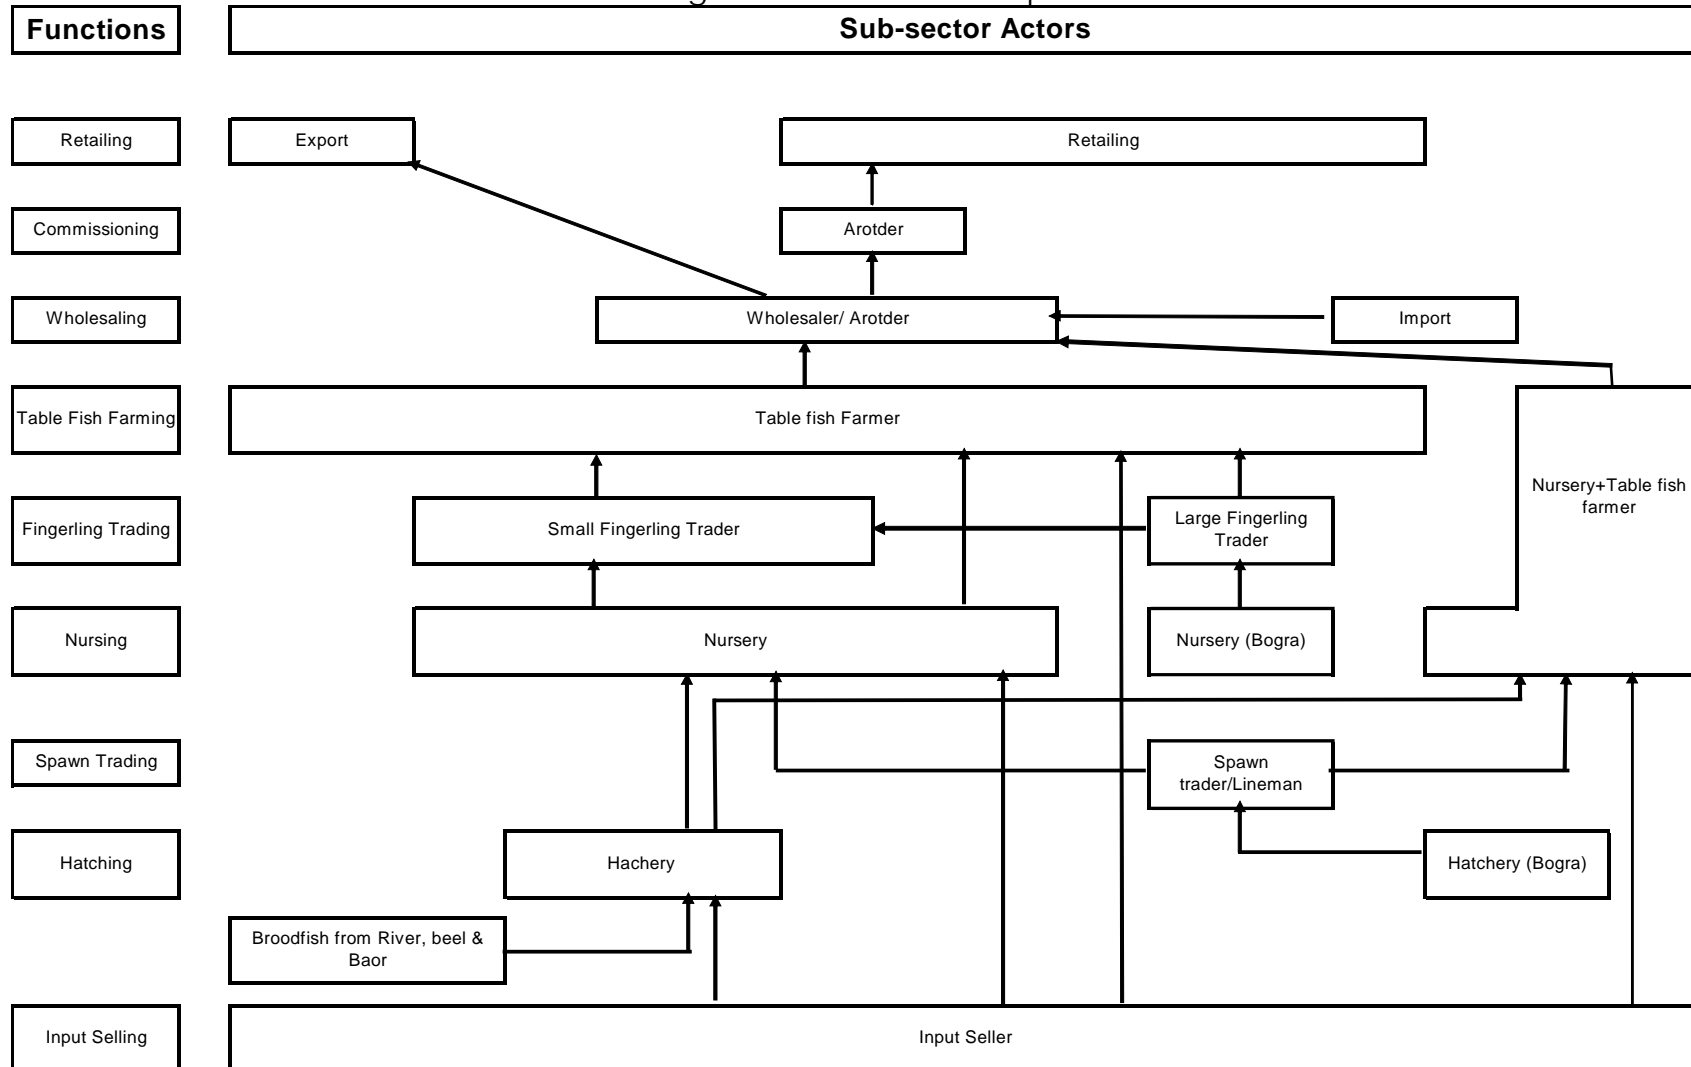 Functions
Sub-sector Actors
Retailing
Export
Retailing
Commissioning
Arotder
Wholesaling
Wholesaler/ Arotder
Import
Table Fish Farming
Table fish Farmer
Nursery+Table fish
farmer
Fingerling Trading
Small Fingerling Trader
Large Fingerling
Trader
Nursing
Nursery
Nursery (Bogra)
Spawn Trading
Spawn
trader/Lineman
Hatching
Hachery
Hatchery (Bogra)
Broodfish from River, beel &
Baor
Input Selling
Input Seller